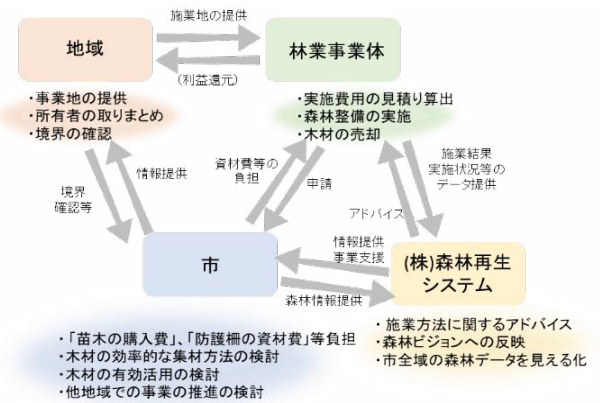 施業地の提供
地域
林業事業体
(利益還元)
・事業地の提供
・所有者の取りまとめ
・境界の確認
・実施費用の見積り算出
・森林整備の実施
・木材の売却
境界
確認等
情報提供
資材費等の
負担
申請
アドバイス
施業結果
実施状況等の
データ提供
市
情報提供
事業支援
森林情報提供
(株)森林再生
システム
・「苗木の購入費」、「防護柵の資材費」等負担
・木材の効率的な集材方法の検討
・木材の有効活用の検討
・他地域での事業の推進の検討
・施業方法に関するアドバイス
・森林ビジョンへの反映
・市全域の森林データを見える化